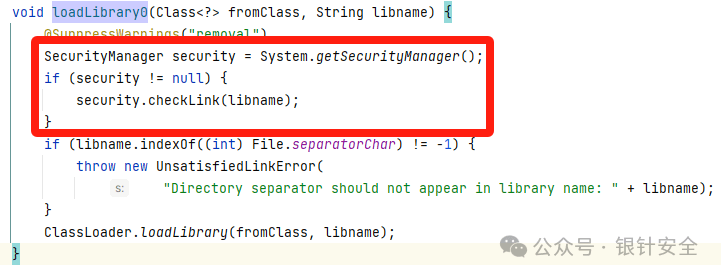 void loadLibrary0(Class<?> fromClass, String libname) {
@SuppressWarnings("removal")
SecurityManager security = System.getSecurityManager();
if (security != null) {
security.checkLink(libname);
}
if (libname.indexOf((int) File.separatorChar) != -1) {
throw new UnsatisfiedLinkError(
s: "Directory separator should not appear in library name: " + libname);
}
ClassLoader.loadLibrary(fromClass, libname);
}
公众号 · 银针安全